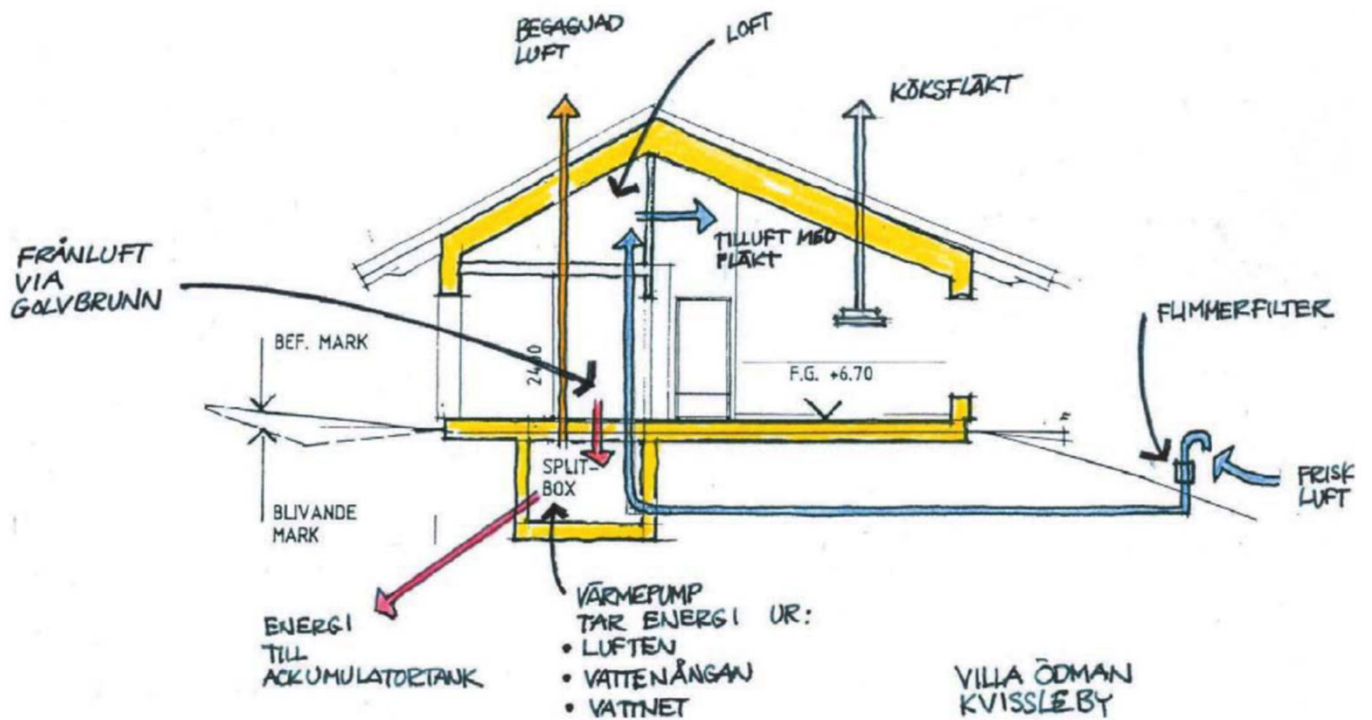 BEGAGNAD
LUFT
LOFT
KÖKSFLÄKT
FRÅNLUFT
VIA
GOLVBRUNN
TILLUFT MED
FLÄKT
FLIMMERFILTER
BEF. MARK
2400
F.G. +6.70
SPLIT-
BOX
FRISK
LUFT
BLIVANDE
MARK
ENERGI
TILL
ACKUMULATORTANK
VÄRMEPUMP
TAR ENERGI UR:
• LUFTEN
• VATTENÅNGAN
• VATTNET
VILLA ÖDMAN
KVISSLEBY